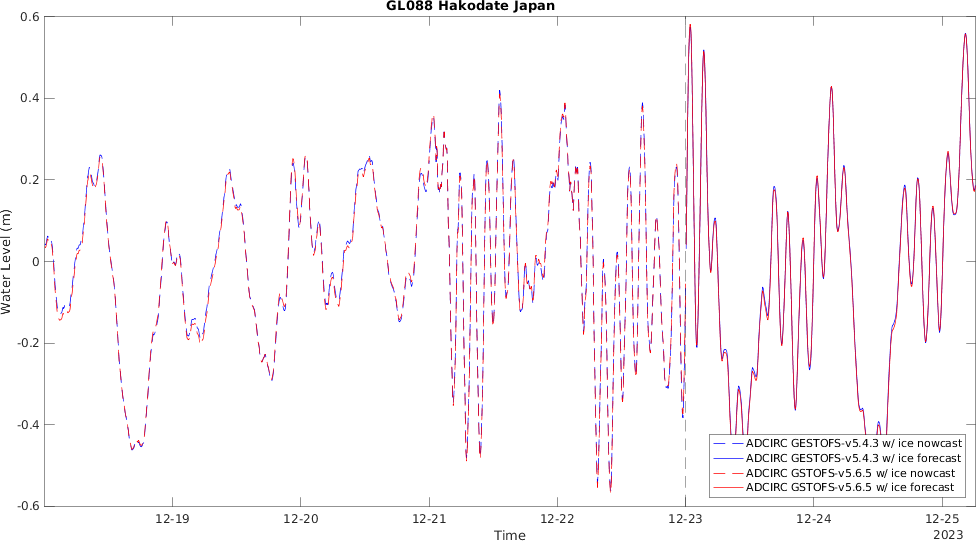 GL088 Hakodate Japan
0.6
0.4
0.2
0
-0.2
-0.4
-0.6
Water Level (m)
12-19
12-20
12-21
12-22
12-23
12-24
12-25
Time
2023
ADCIRC GESTOFS-v5.4.3 w/ ice nowcast
ADCIRC GESTOFS-v5.4.3 w/ ice forecast
ADCIRC GSTOFS-v5.6.5 w/ ice nowcast
ADCIRC GSTOFS-v5.6.5 w/ ice forecast